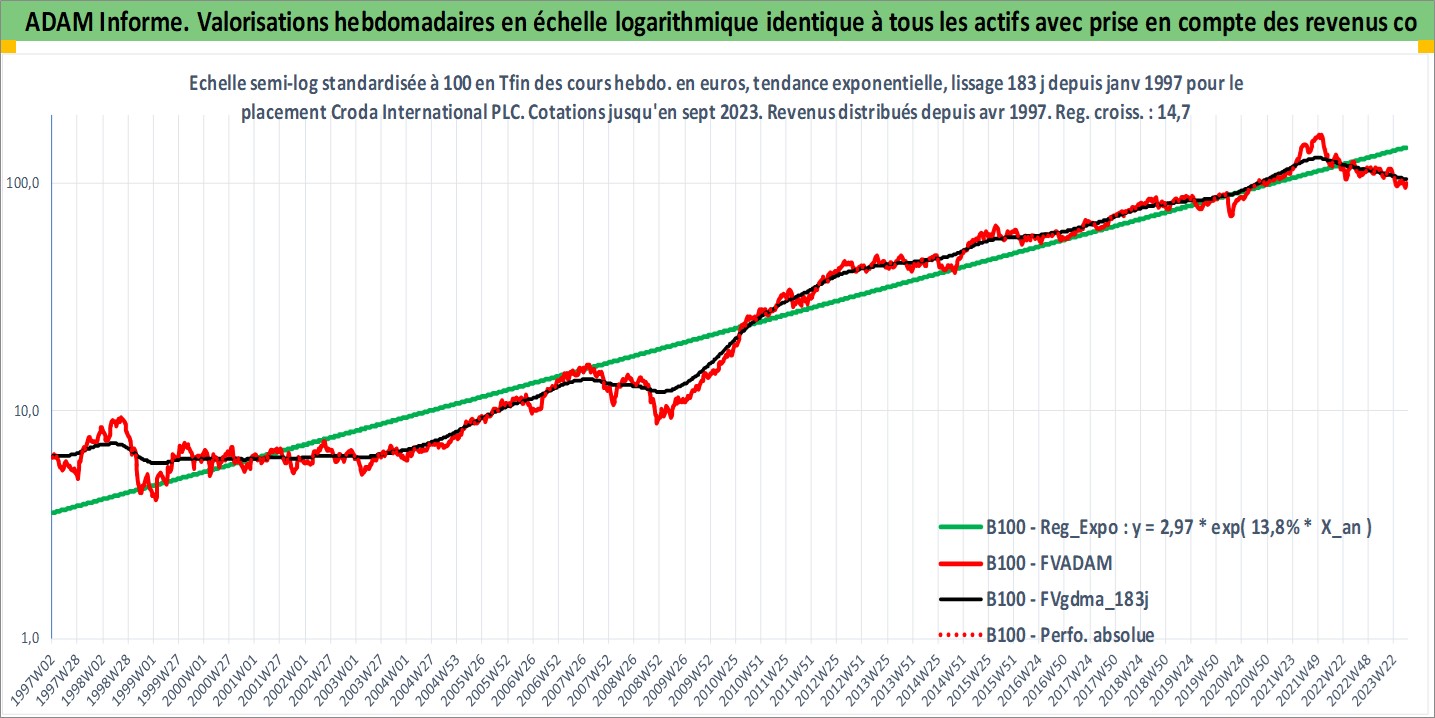 ADAM Informe. Valorisations hebdomadaires en échelle logarithmique identique à tous les actifs avec prise en compte des revenus co
Echelle semi-log standardisée à 100 en Tfin des cours hebdo. en euros, tendance exponentielle, lissage 183 j depuis janv 1997 pour le
placement Croda International PLC. Cotations jusqu'en sept 2023. Revenus distribués depuis avr 1997. Reg. croiss. : 14,7
100,0
10,0
1,0
B100 - Reg_Expo : y = 2,97 * exp( 13,8% * X_an )
B100 - FVADAM
B100 - FVgdma_183j
B100 - Perfo. absolue
1997W02
1997W28
1998W02
1998W28
1999W01
1999W27
2000W01
2000W27
2001W01
2001W27
2002W01
2002W27
2003W01
2003W27
2004W01
2004W27
2004W53
2005W26
2005W52
2006W26
2006W52
2007W26
2007W52
2008W26
2008W52
2009W26
2009W52
2010W25
2010W51
2011W25
2011W51
2012W25
2012W51
2013W25
2013W51
2014W25
2014W51
2015W25
2015W51
2016W24
2016W50
2017W24
2017W50
2018W24
2018W50
2019W24
2019W50
2020W24
2020W50
2021W23
2021W49
2022W22
2022W48
2023W22